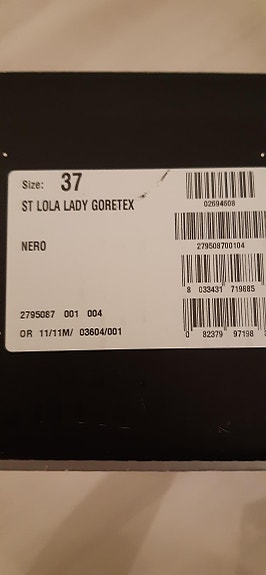 Size: 37
ST LOLA LADY GORETEX
NERO
2795087 001 004
OR 11/11M/ 03604/001
02694608
279508700104
8 033431 719885
0 82379 97198